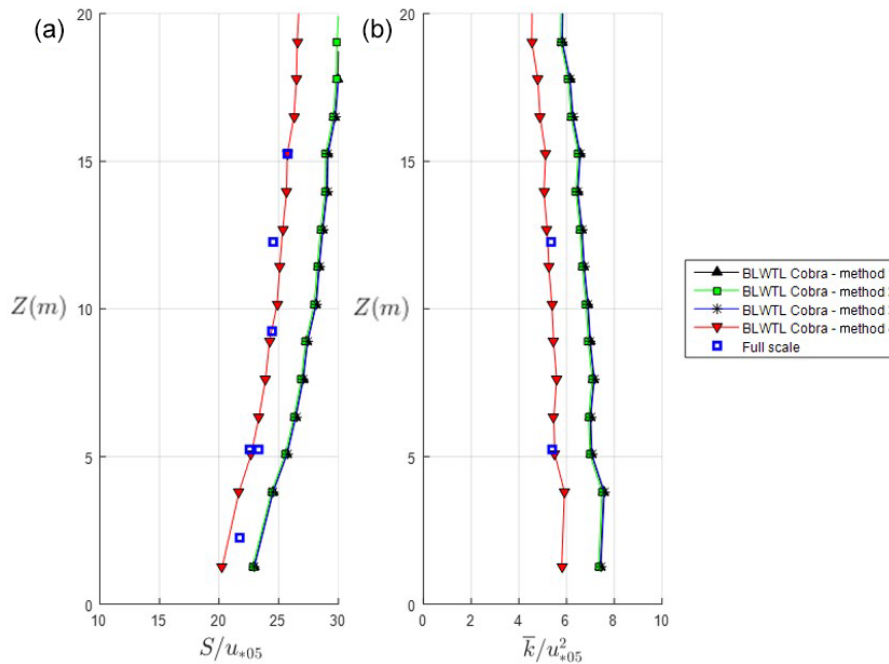 (a)
20
15
10
5
0
Z(m)
10 15 20 25 30
S/u*05
(b)
20
15
10
5
0
Z(m)
0 2 4 6 8 10
k̅/u²*05
BLWTL Cobra - method
BLWTL Cobra - method
BLWTL Cobra - method
BLWTL Cobra - method
Full scale